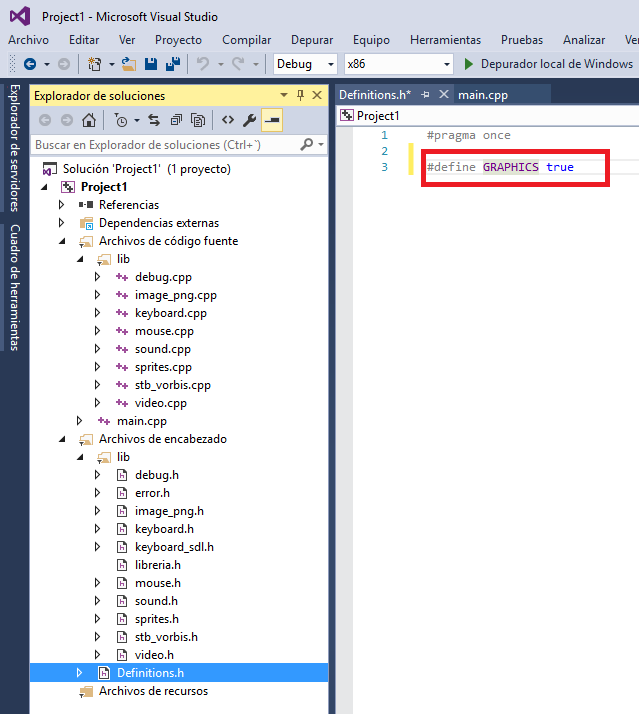 Project1 - Microsoft Visual Studio
Archivo Editar Ver Proyecto Compilar Depurar Equipo Herramientas Pruebas Analizar Ve
Debug x86 Depurador local de Windows
Explorador de servidores
Cuadro de herramientas
Explorador de soluciones
Buscar en Explorador de soluciones (Ctrl+`)
Solución 'Project1' (1 proyecto)
Project1
Referencias
Dependencias externas
Archivos de código fuente
lib
debug.cpp
image_png.cpp
keyboard.cpp
mouse.cpp
sound.cpp
sprites.cpp
stb_vorbis.cpp
video.cpp
main.cpp
Archivos de encabezado
lib
debug.h
error.h
image_png.h
keyboard.h
keyboard_sdl.h
libreria.h
mouse.h
sound.h
sprites.h
stb_vorbis.h
video.h
Definitions.h
Archivos de recursos
Definitions.h* main.cpp
Project1
1 #pragma once
2
3 #define GRAPHICS true